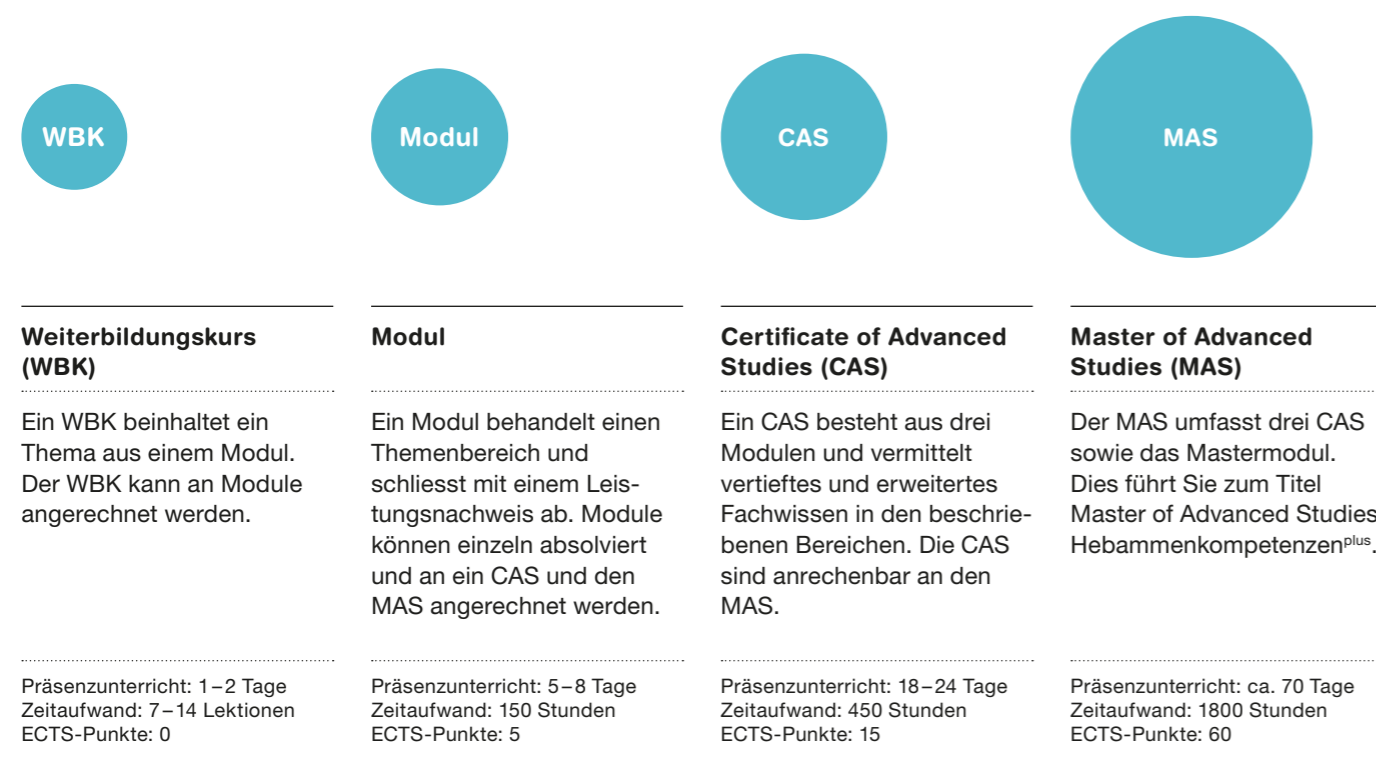 WBK
Modul
CAS
MAS
Weiterbildungskurs
(WBK)
Ein WBK beinhaltet ein
Thema aus einem Modul.
Der WBK kann an Module
angerechnet werden.
Präsenzunterricht: 1–2 Tage
Zeitaufwand: 7–14 Lektionen
ECTS-Punkte: 0
Modul
Ein Modul behandelt einen
Themenbereich und
schliesst mit einem Leis-
tungsnachweis ab. Module
können einzeln absolviert
und an ein CAS und den
MAS angerechnet werden.
Präsenzunterricht: 5–8 Tage
Zeitaufwand: 150 Stunden
ECTS-Punkte: 5
Certificate of Advanced
Studies (CAS)
Ein CAS besteht aus drei
Modulen und vermittelt
vertieftes und erweitertes
Fachwissen in den beschrie-
benen Bereichen. Die CAS
sind anrechenbar an den
MAS.
Präsenzunterricht: 18–24 Tage
Zeitaufwand: 450 Stunden
ECTS-Punkte: 15
Master of Advanced
Studies (MAS)
Der MAS umfasst drei CAS
sowie das Mastermodul.
Dies führt Sie zum Titel
Master of Advanced Studies
Hebammenkompetenzenplus.
Präsenzunterricht: ca. 70 Tage
Zeitaufwand: 1800 Stunden
ECTS-Punkte: 60